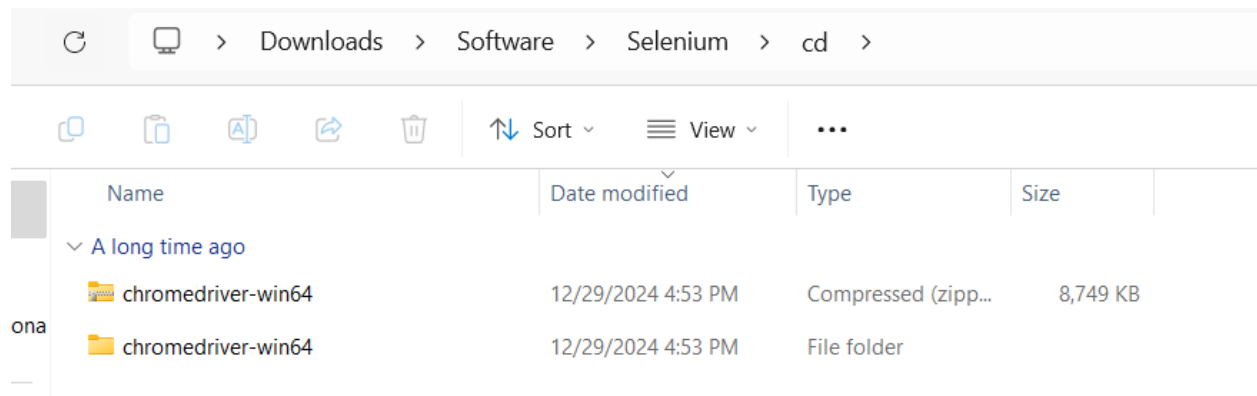 > Downloads > Software > Selenium > cd >
Sort View ...
Name Date modified Type Size
A long time ago
chromedriver-win64 12/29/2024 4:53 PM Compressed (zipp... 8,749 KB
ona
chromedriver-win64 12/29/2024 4:53 PM File folder